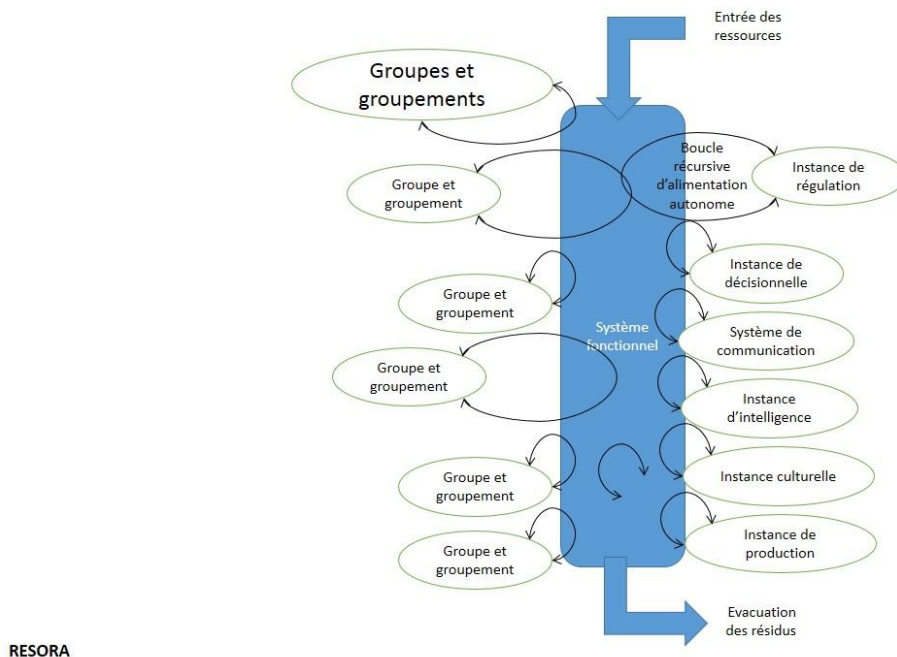 Entrée des
ressources
Groupes et
groupements
Boucle
récursive
d'alimentation
autonome
Instance de
régulation
Groupe et
groupement
Instance de
décisionnelle
Groupe et
groupement
Système
fonctionnel
Système de
communication
Groupe et
groupement
Instance
d'intelligence
Groupe et
groupement
Instance culturelle
Groupe et
groupement
Instance de
production
Evacuation
des résidus
RESORA